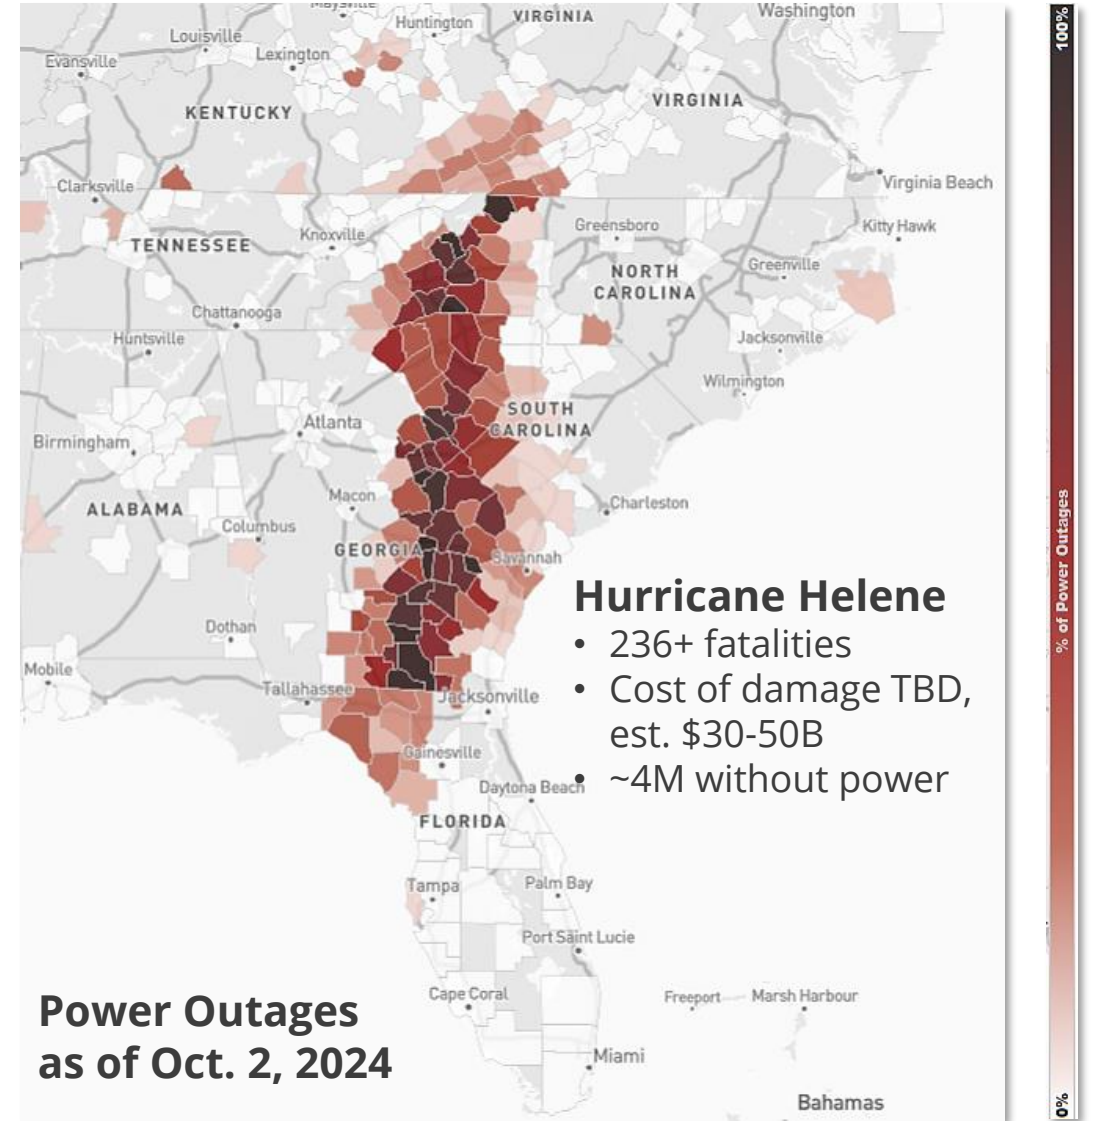 Maysville
Huntington
VIRGINIA
Washington
100%
Louisville
Lexington
Evansville
KENTUCKY
VIRGINIA
Clarksville
Virginia Beach
Knoxville
Greensboro
Kitty Hawk
TENNESSEE
NORTH
CAROLINA
Greenville
Chattanooga
Huntsville
Jacksonville
Wilmington
SOUTH
CAROLINA
Atlanta
Birmingham
Macon
Charleston
ALABAMA
Columbus
GEORGIA
Savannah
% of Power Outages
Hurricane Helene
• 236+ fatalities
• Cost of damage TBD,
est. $30-50B
• ~4M without power
Dothan
Mobile
Tallahassee
Jacksonville
Gainesville
Daytona Beach
FLORIDA
Tampa
Palm Bay
Port Saint Lucie
Cape Coral
Freeport
Marsh Harbour
Power Outages
as of Oct. 2, 2024
Miami
Bahamas
0%